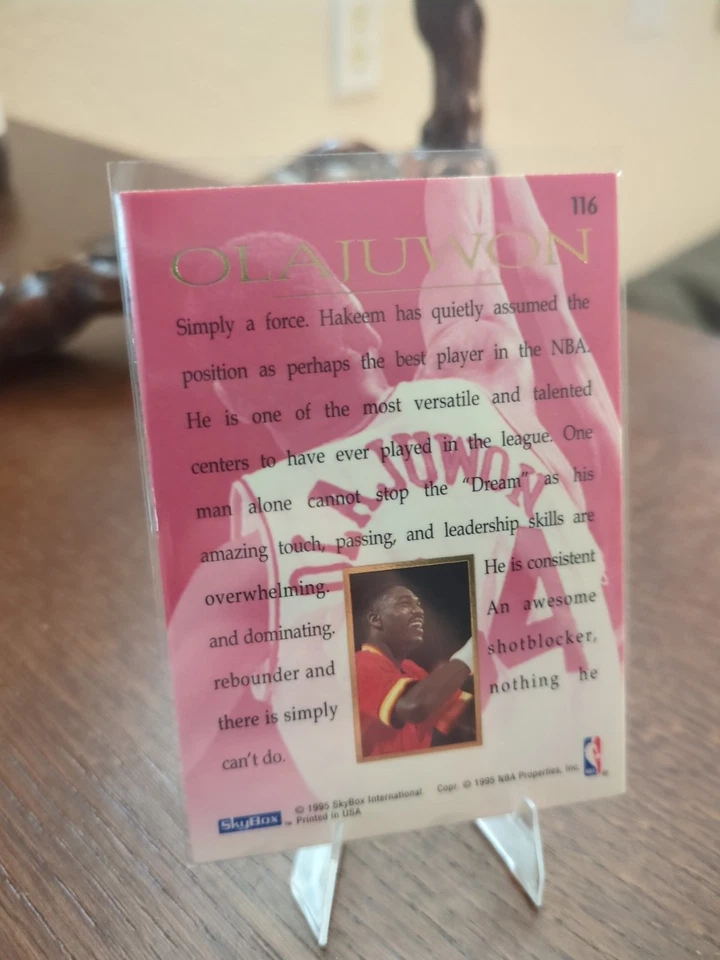 116
OLAJUWON
Simply a force. Hakeem has quietly assumed the
position as perhaps the best player in the NBA.
He is one of the most versatile and talented
centers to have ever played in the league. One
man alone cannot stop the “Dream” as his
amazing touch, passing, and leadership skills are
overwhelming. He is consistent
and dominating. An awesome
rebounder and shotblocker,
there is simply nothing he
can't do.
OLAJUWON
4
SkyBox™
© 1995 SkyBox International
Printed in USA
Copr. © 1995 NBA Properties, Inc.